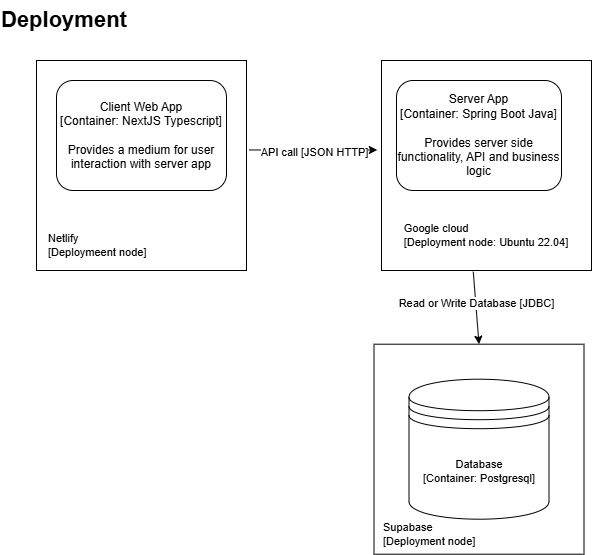 Deployment
Client Web App
[Container: NextJS Typescript]
Provides a medium for user
interaction with server app
Netlify
[Deploymeent node]
API call [JSON HTTP]
Server App
[Container: Spring Boot Java]
Provides server side
functionality, API and business
logic
Google cloud
[Deployment node: Ubuntu 22.04]
Read or Write Database [JDBC]
Database
[Container: Postgresql]
Supabase
[Deployment node]